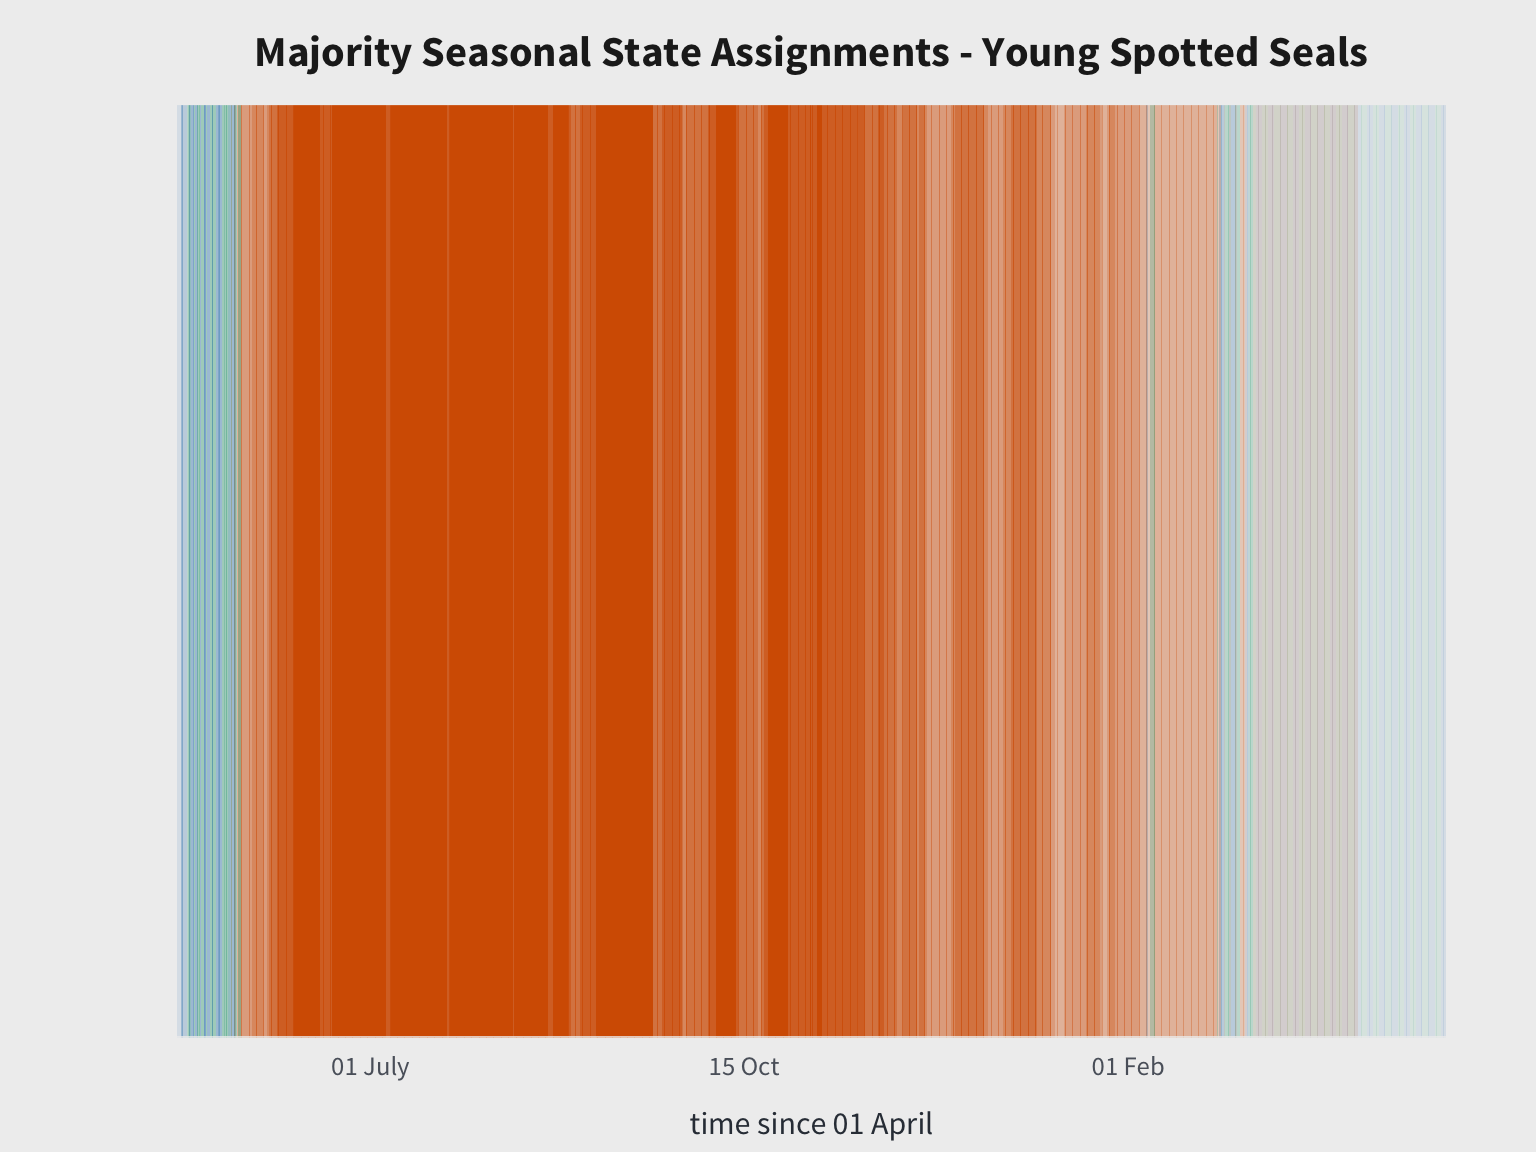 Majority Seasonal State Assignments - Young Spotted Seals
01 July
15 Oct
01 Feb
time since 01 April